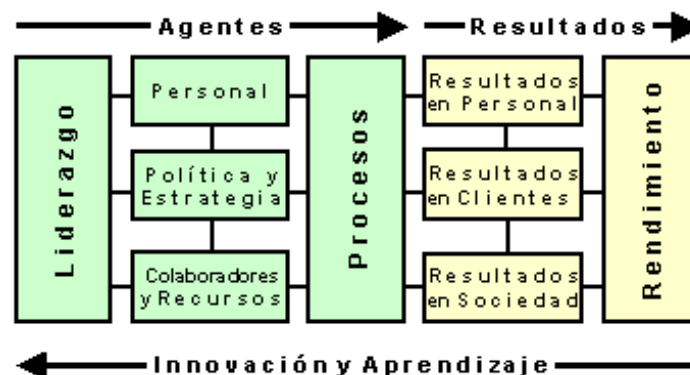 Agentes
Resultados
Liderazgo
Personal
Política y
Estrategia
Colaboradores
y Recursos
Procesos
Resultados
en Personal
Resultados
en Clientes
Resultados
en Sociedad
Rendimiento
Innovación y Aprendizaje